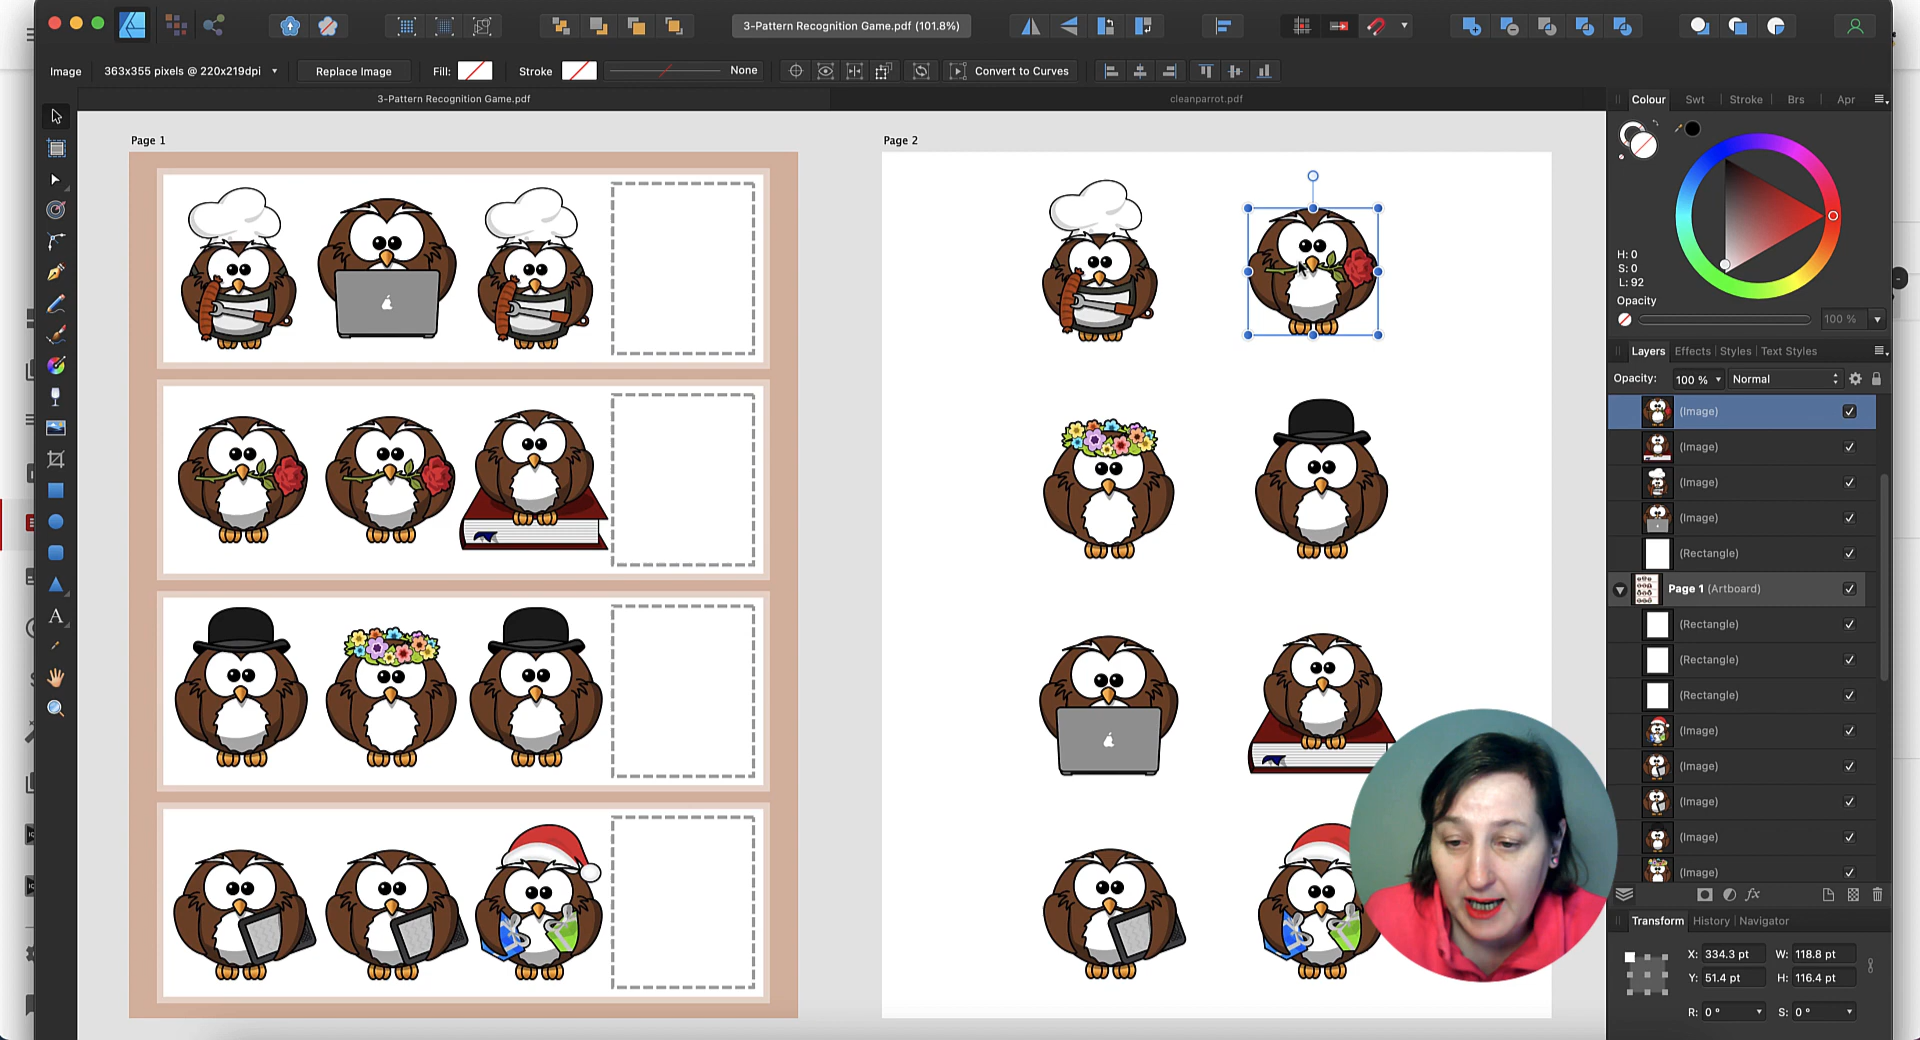 3-Pattern Recognition Game.pdf (101.8%)
Image
363x355 pixels @ 220x219dpi
Replace Image
Fill:
Stroke
None
Convert to Curves
3-Pattern Recognition Game.pdf
cleanparrot.pdf
Colour
Swt
Stroke
Brs
Apr
Page 1
Page 2
H: 0
S: 0
L: 92
Opacity
100 %
Layers
Effects
Styles
Text Styles
Opacity:
100 %
Normal
(Image)
(Image)
(Image)
(Image)
(Rectangle)
Page 1 (Artboard)
(Rectangle)
(Rectangle)
(Rectangle)
(Image)
(Image)
(Image)
(Image)
(Image)
Transform
History
Navigator
X: 334.3 pt
W: 118.8 pt
Y: 51.4 pt
H: 116.4 pt
R: 0 °
S: 0 °